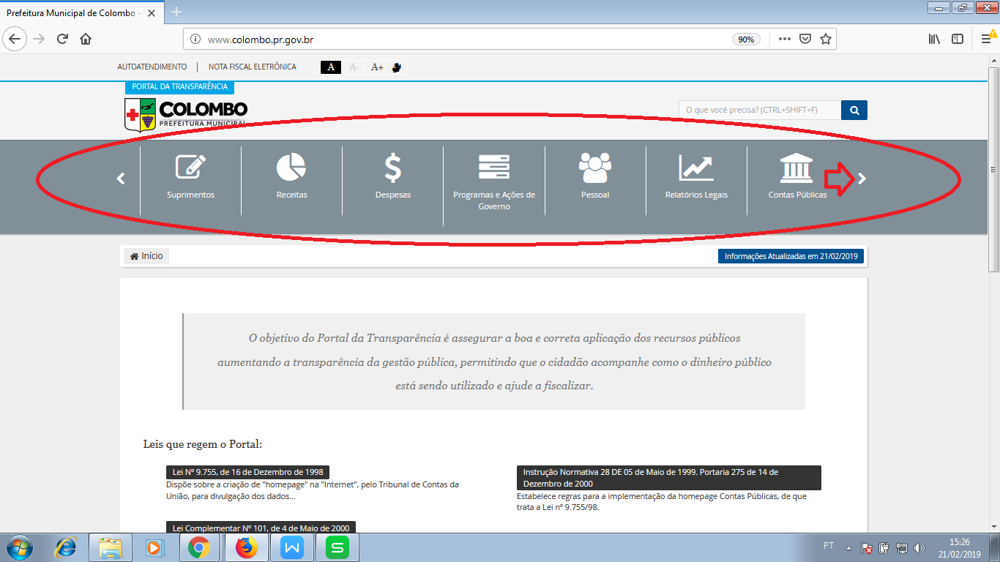 Prefeitura Municipal de Colombo -
www.colombo.pr.gov.br
90%
AUTOATENDIMENTO
NOTA FISCAL ELETRÔNICA
A A- A+
PORTAL DA TRANSPARÊNCIA
COLOMBO
PREFEITURA MUNICIPAL
O que você precisa? (CTRL+SHIFT+F)
Suprimentos
Receitas
Despesas
Programas e Ações de
Governo
Pessoal
Relatórios Legais
Contas Públicas
Início
Informações Atualizadas em 21/02/2019
O objetivo do Portal da Transparência é assegurar a boa e correta aplicação dos recursos públicos
aumentando a transparência da gestão pública, permitindo que o cidadão acompanhe como o dinheiro público
está sendo utilizado e ajude a fiscalizar.
Leis que regem o Portal:
Lei Nº 9.755, de 16 de Dezembro de 1998
Dispõe sobre a criação de "homepage" na "Internet", pelo Tribunal de Contas da
União, para divulgação dos dados...
Instrução Normativa 28 DE 05 de Maio de 1999. Portaria 275 de 14 de
Dezembro de 2000
Estabelece regras para a implementação da homepage Contas Públicas, de que
trata a Lei nº 9.755/98.
Lei Complementar Nº 101, de 4 de Maio de 2000
W
S
PT
15:26
21/02/2019